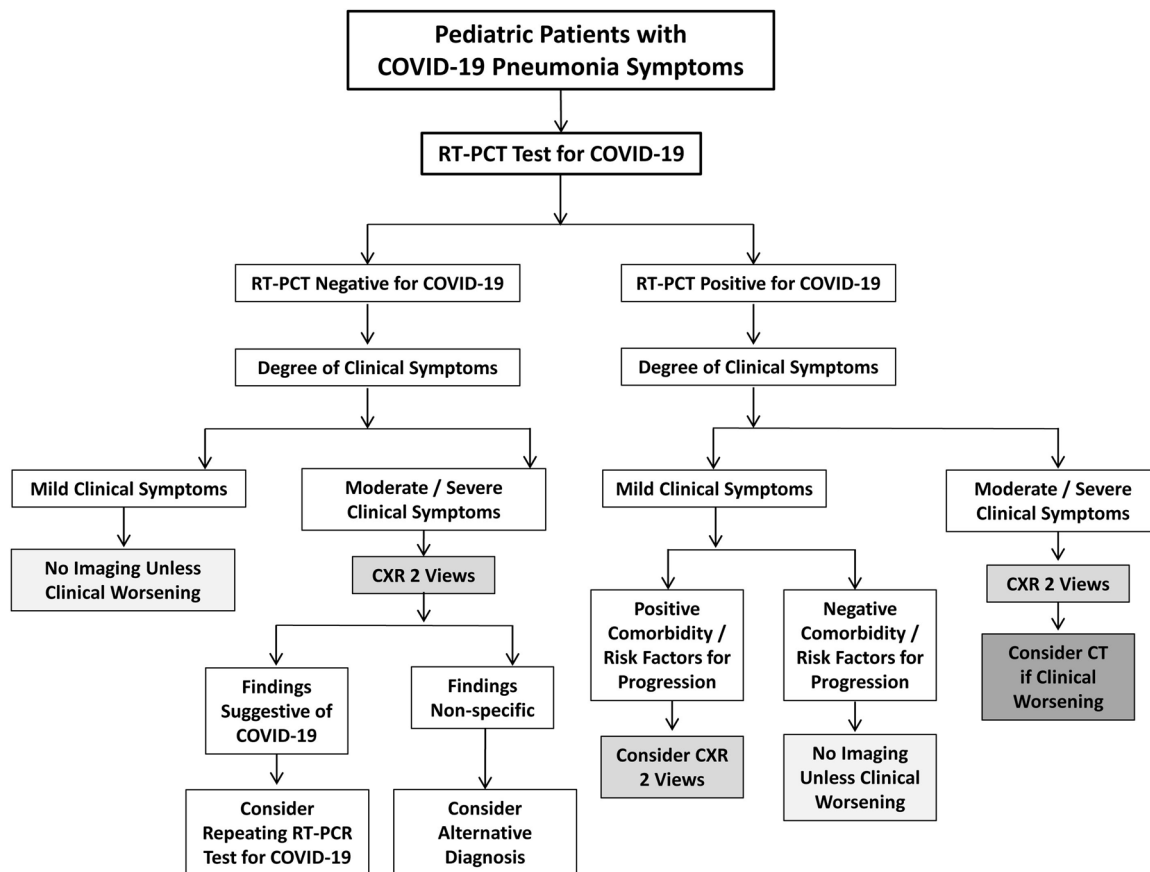 Pediatric Patients with
COVID-19 Pneumonia Symptoms
RT-PCT Test for COVID-19
RT-PCT Negative for COVID-19
RT-PCT Positive for COVID-19
Degree of Clinical Symptoms
Degree of Clinical Symptoms
Mild Clinical Symptoms
Moderate / Severe
Clinical Symptoms
Mild Clinical Symptoms
Moderate / Severe
Clinical Symptoms
No Imaging Unless
Clinical Worsening
CXR 2 Views
Positive
Comorbidity /
Risk Factors for
Progression
Negative
Comorbidity /
Risk Factors for
Progression
CXR 2 Views
Consider CT
if Clinical
Worsening
Findings
Suggestive of
COVID-19
Findings
Non-specific
Consider CXR
2 Views
No Imaging
Unless Clinical
Worsening
Consider
Repeating RT-PCR
Test for COVID-19
Consider
Alternative
Diagnosis